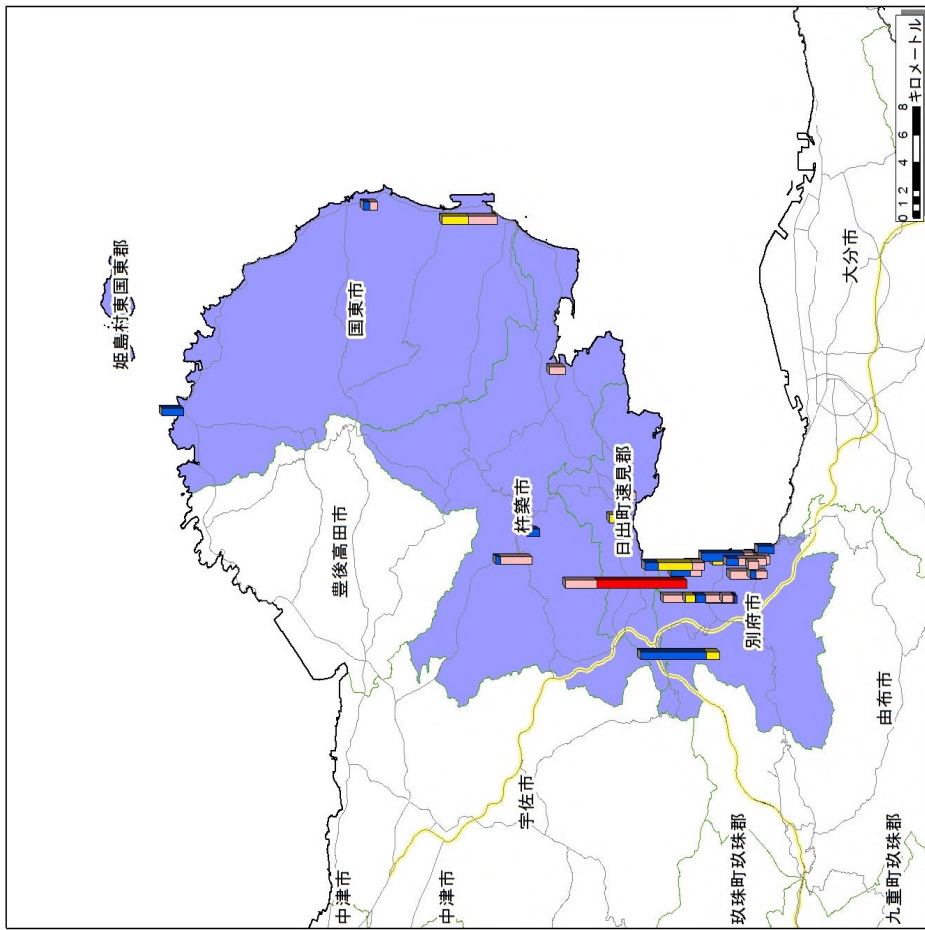 姫島村東国東郡
国東市
豊後高田市
杵築市
日出町速見郡
中津市
中津市
宇佐市
別府市
大分市
玖珠町玖珠郡
由布市
九重町玖珠郡
0 1 2 4 6 8
キロメートル